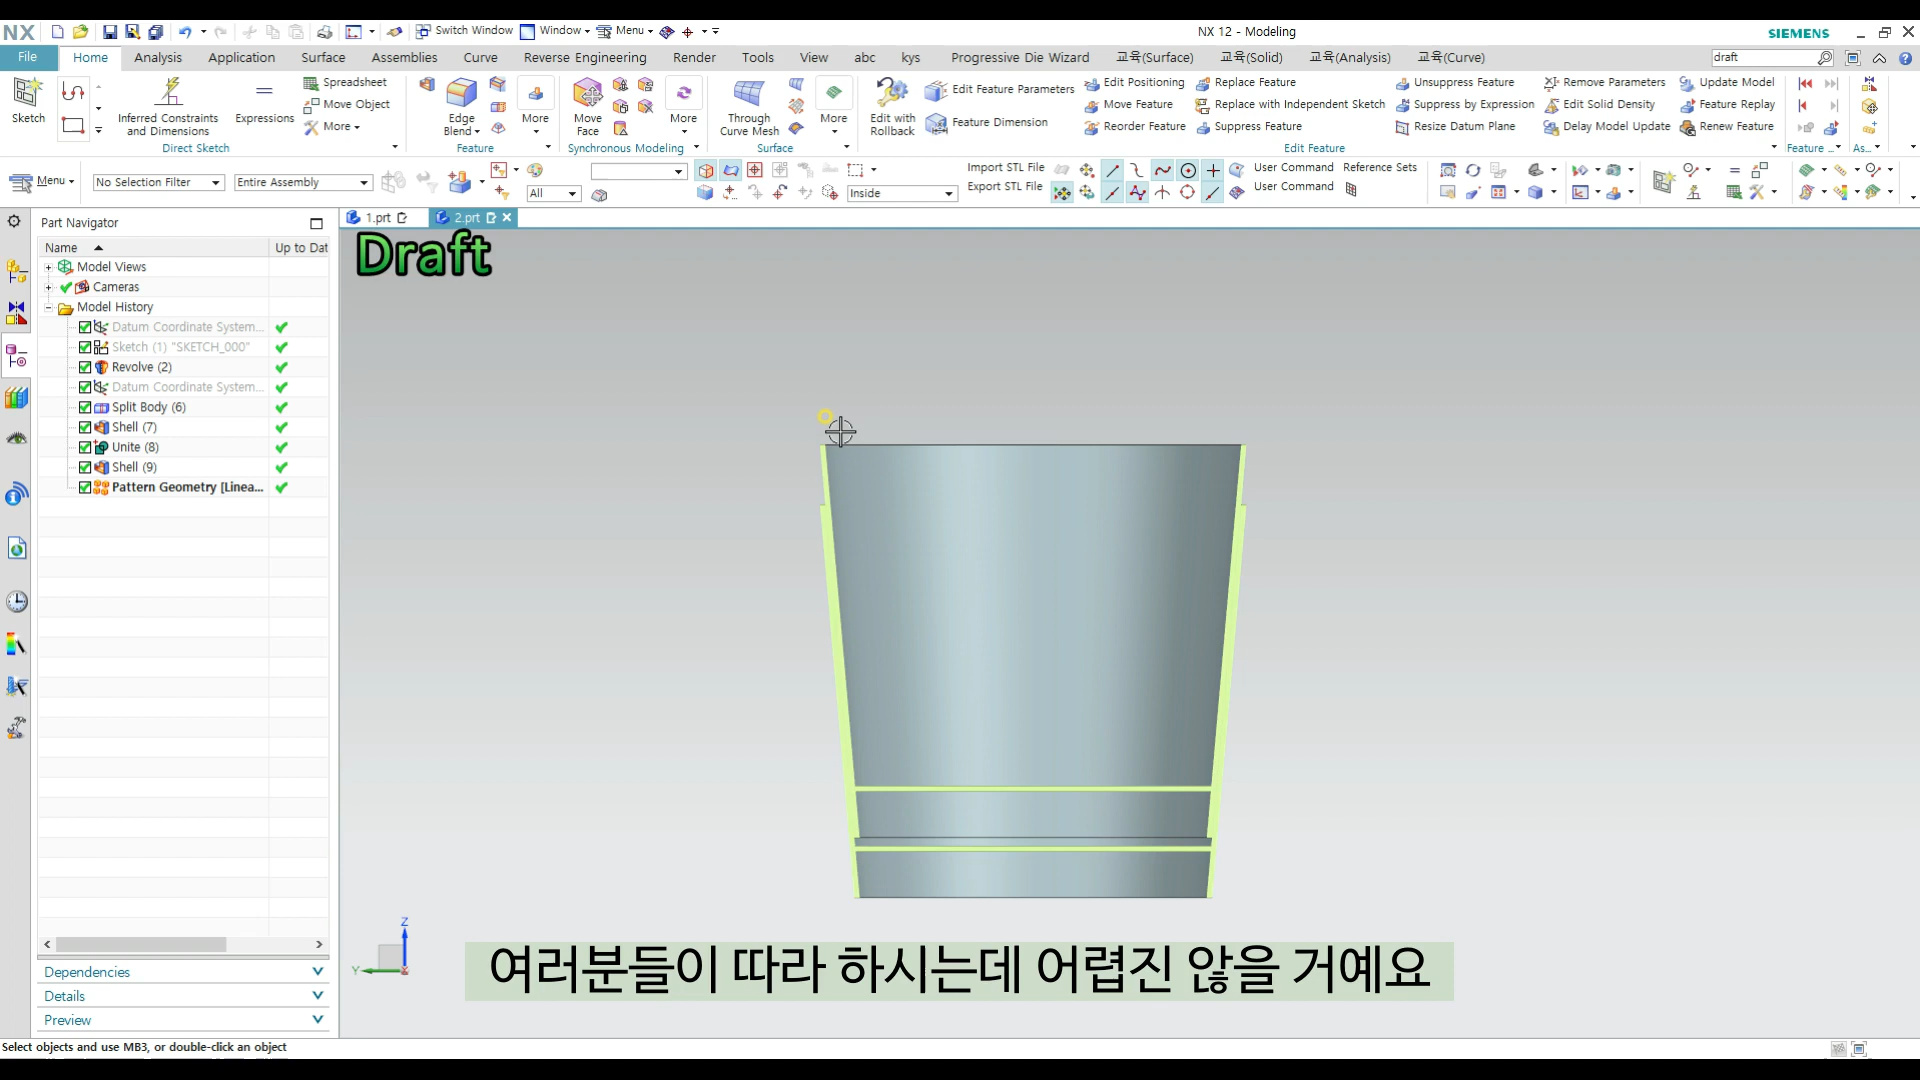 NX
Switch Window
Window
Menu
NX 12 - Modeling
SIEMENS
File
Home
Analysis
Application
Surface
Assemblies
Curve
Reverse Engineering
Render
Tools
View
abc
kys
Progressive Die Wizard
교육(Surface)
교육(Solid)
교육(Analysis)
교육(Curve)
draft
Sketch
Inferred Constraints and Dimensions
Expressions
Spreadsheet
Move Object
More
Direct Sketch
Edge Blend
More
Feature
Move Face
More
Synchronous Modeling
Through Curve Mesh
More
Surface
Edit with Rollback
Edit Feature Parameters
Feature Dimension
Edit Positioning
Move Feature
Reorder Feature
Replace Feature
Replace with Independent Sketch
Suppress Feature
Unsuppress Feature
Suppress by Expression
Resize Datum Plane
Remove Parameters
Edit Solid Density
Delay Model Update
Update Model
Feature Replay
Renew Feature
Edit Feature
Feature ...
As...
Menu
No Selection Filter
Entire Assembly
All
Inside
Import STL File
Export STL File
User Command
User Command
Reference Sets
Part Navigator
1.prt
2.prt
Draft
Name
Up to Dat
Model Views
Cameras
Model History
Datum Coordinate System...
Sketch (1) "SKETCH_000"
Revolve (2)
Datum Coordinate System...
Split Body (6)
Shell (7)
Unite (8)
Shell (9)
Pattern Geometry [Linea...
Z
Y
여러분들이 따라 하시는데 어렵진 않을 거예요
Dependencies
Details
Preview
Select objects and use MB3, or double-click an object